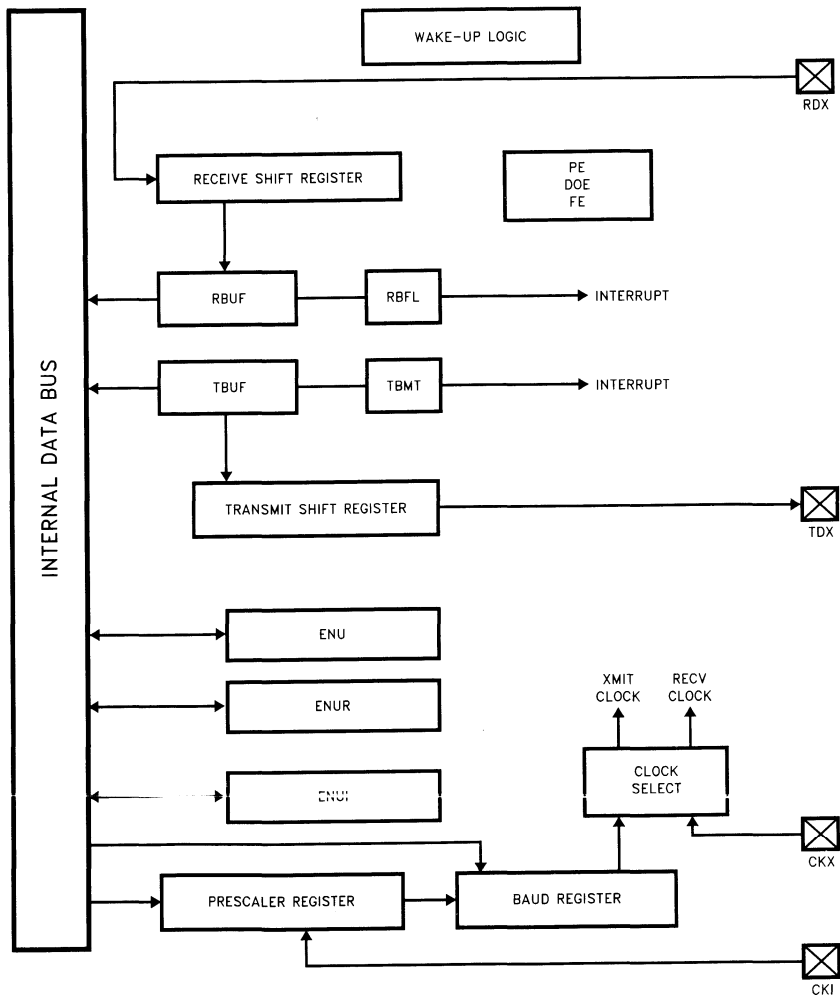 WAKE-UP LOGIC
RDX
RECEIVE SHIFT REGISTER
PE
DOE
FE
RBUF
RBFL
INTERRUPT
INTERNAL DATA BUS
TBUF
TBMT
INTERRUPT
TRANSMIT SHIFT REGISTER
TDX
ENU
XMIT
CLOCK
RECV
CLOCK
ENUR
CLOCK
SELECT
ENUI
CKX
PRESCALER REGISTER
BAUD REGISTER
CKI